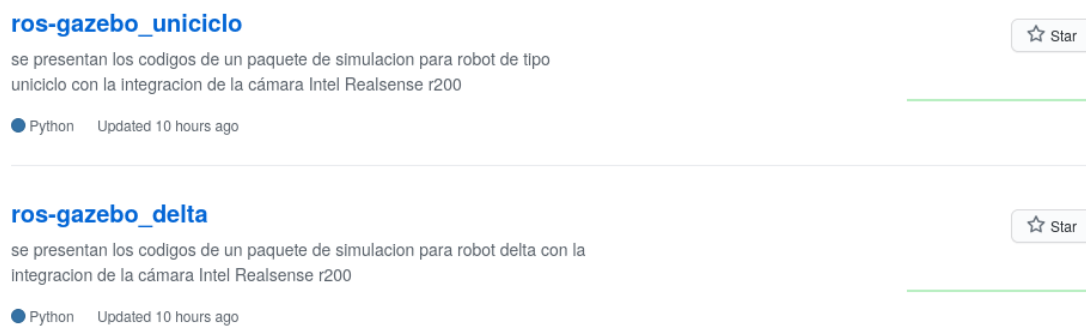 ros-gazebo_uniciclo
Star
se presentan los codigos de un paquete de simulacion para robot de tipo
uniciclo con la integracion de la cámara Intel Realsense r200
Python Updated 10 hours ago
ros-gazebo_delta
Star
se presentan los codigos de un paquete de simulacion para robot delta con la
integracion de la cámara Intel Realsense r200
Python Updated 10 hours ago